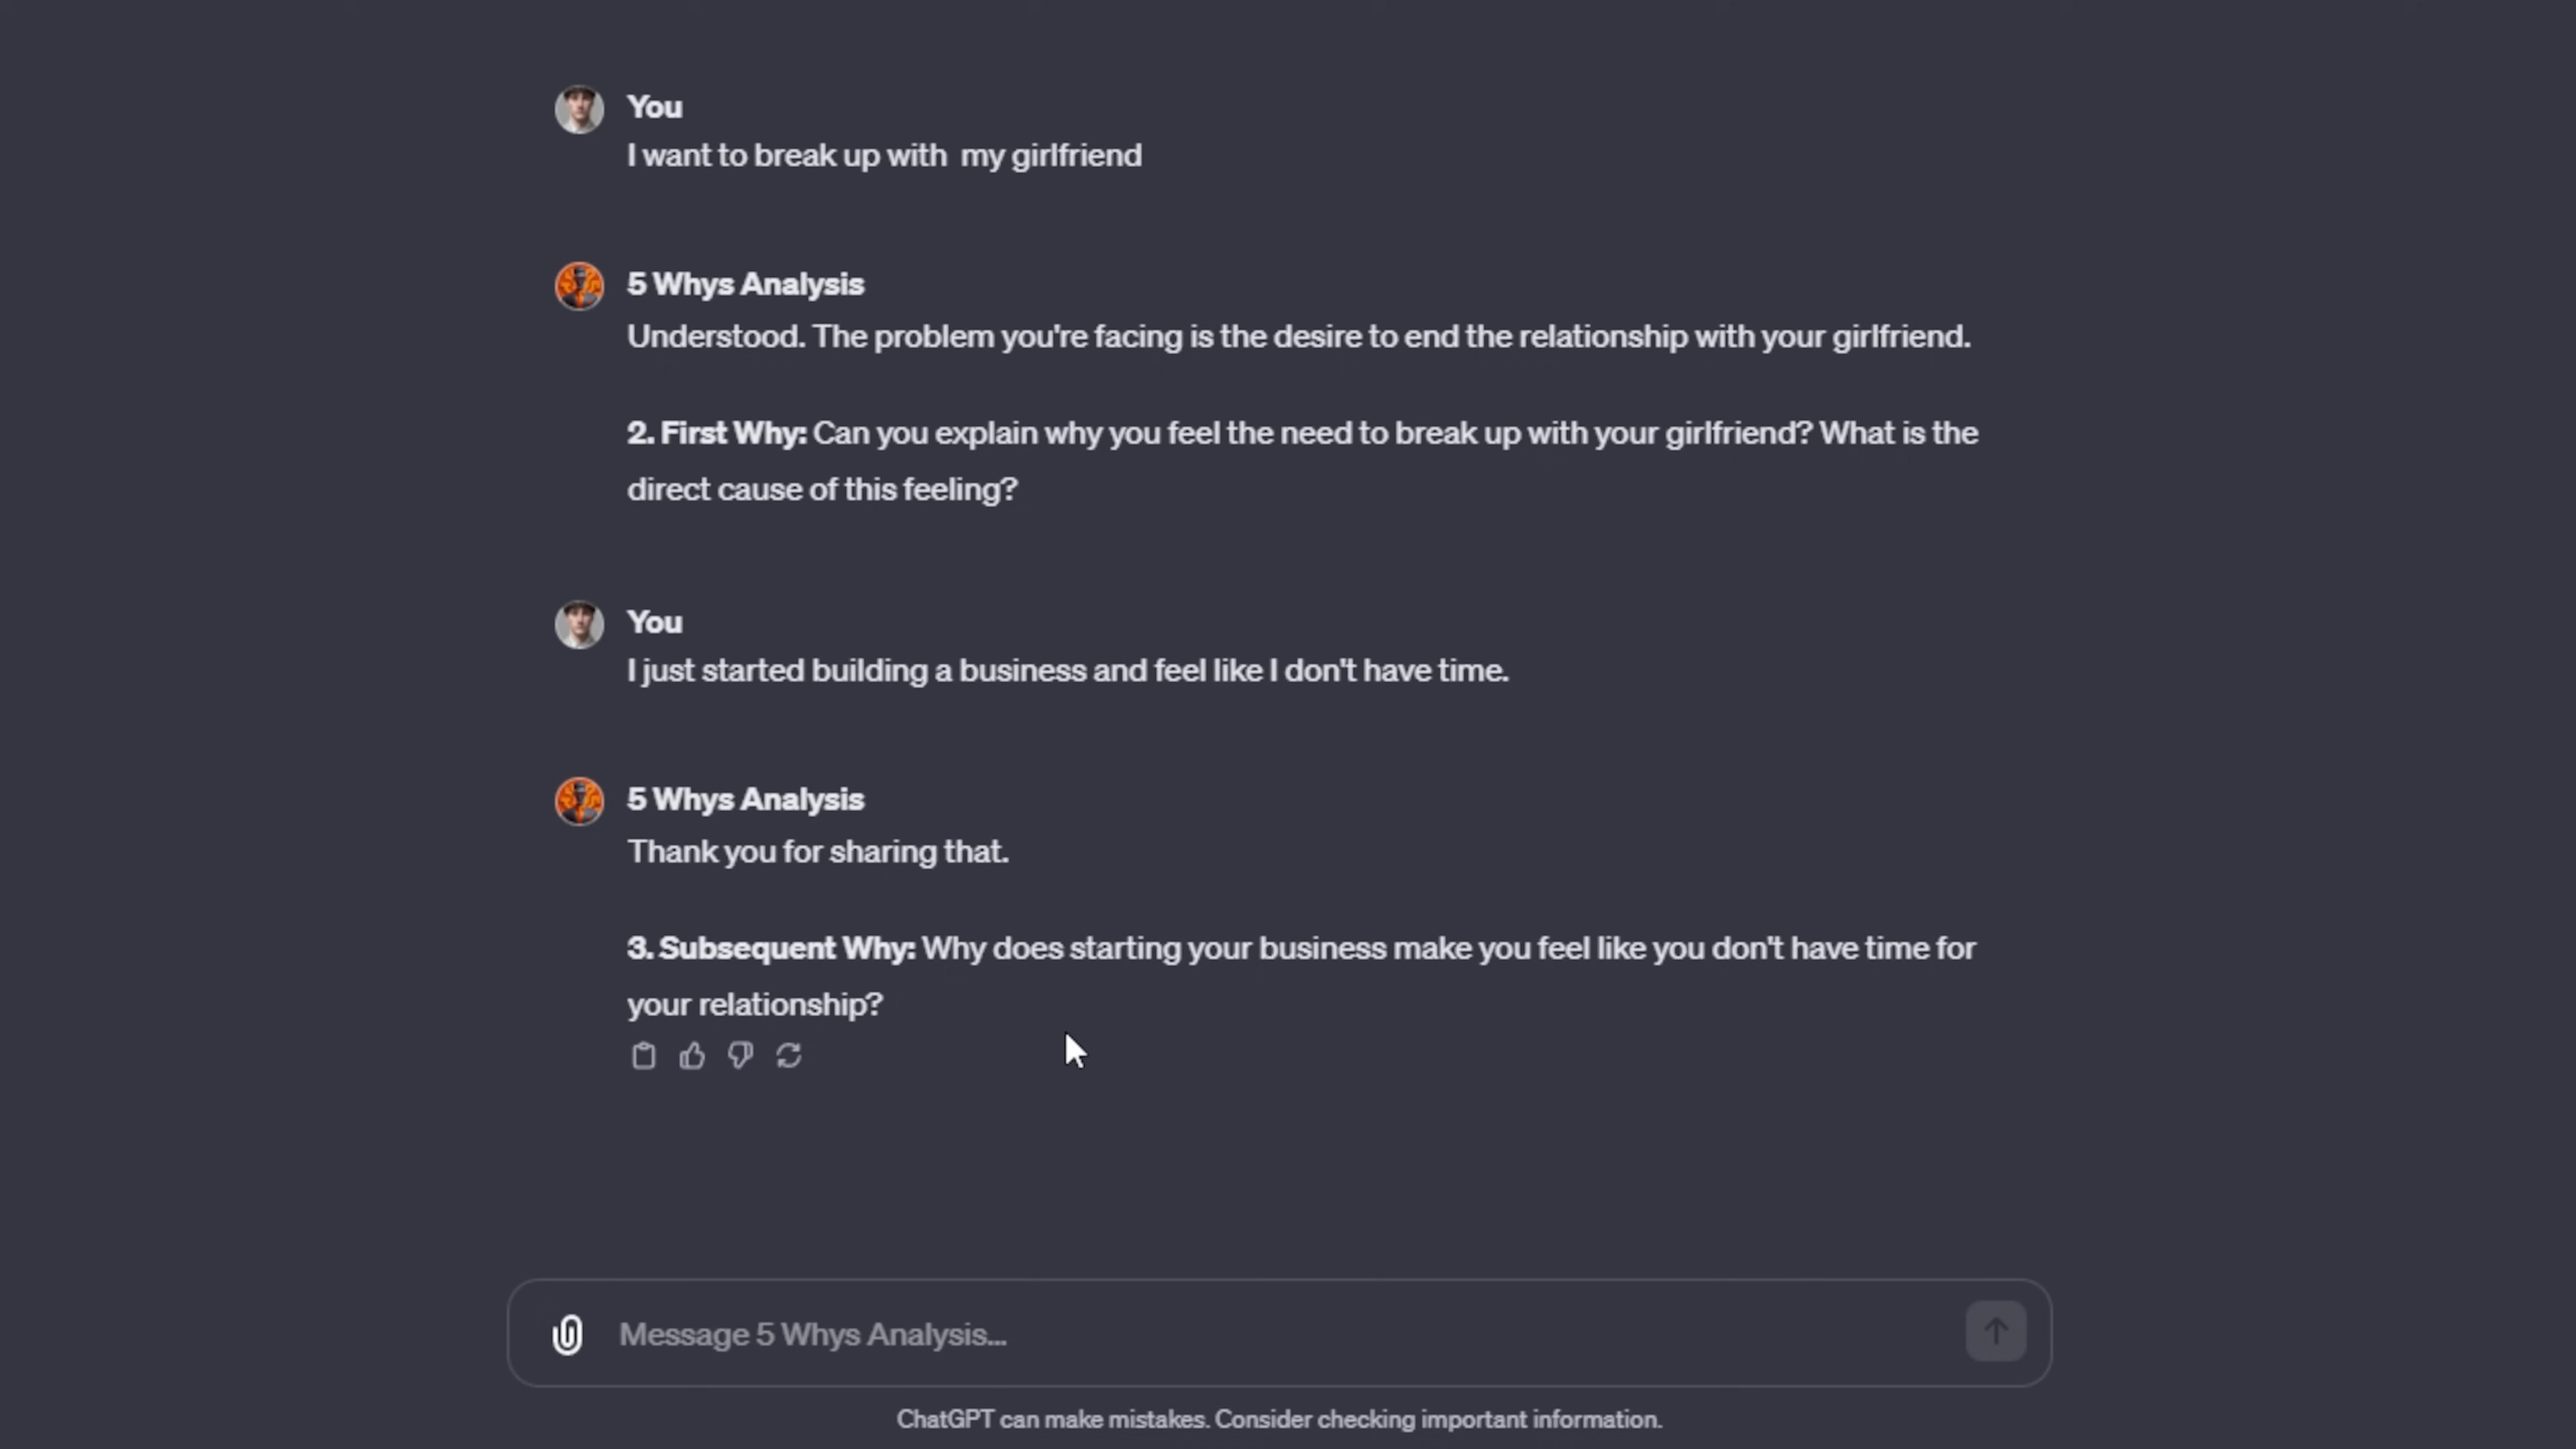 You
I want to break up with  my girlfriend
5 Whys Analysis
Understood. The problem you're facing is the desire to end the relationship with your girlfriend.
2. First Why: Can you explain why you feel the need to break up with your girlfriend? What is the
direct cause of this feeling?
You
I just started building a business and feel like I don't have time.
5 Whys Analysis
Thank you for sharing that.
3. Subsequent Why: Why does starting your business make you feel like you don't have time for
your relationship?
Message 5 Whys Analysis...
ChatGPT can make mistakes. Consider checking important information.